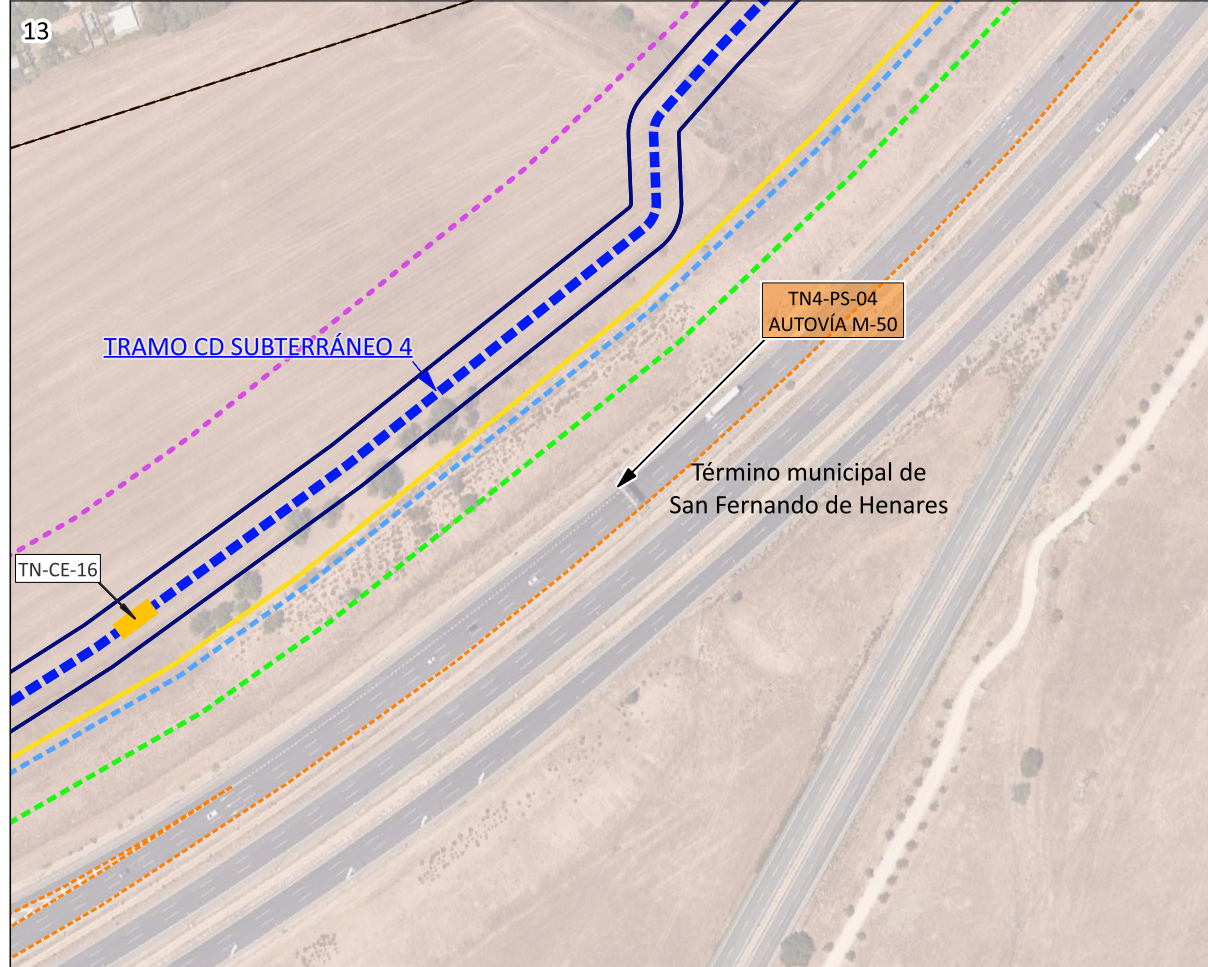 13
TN4-PS-04
AUTOVÍA M-50
TRAMO CD SUBTERRÁNEO 4
Término municipal de
San Fernando de Henares
TN-CE-16